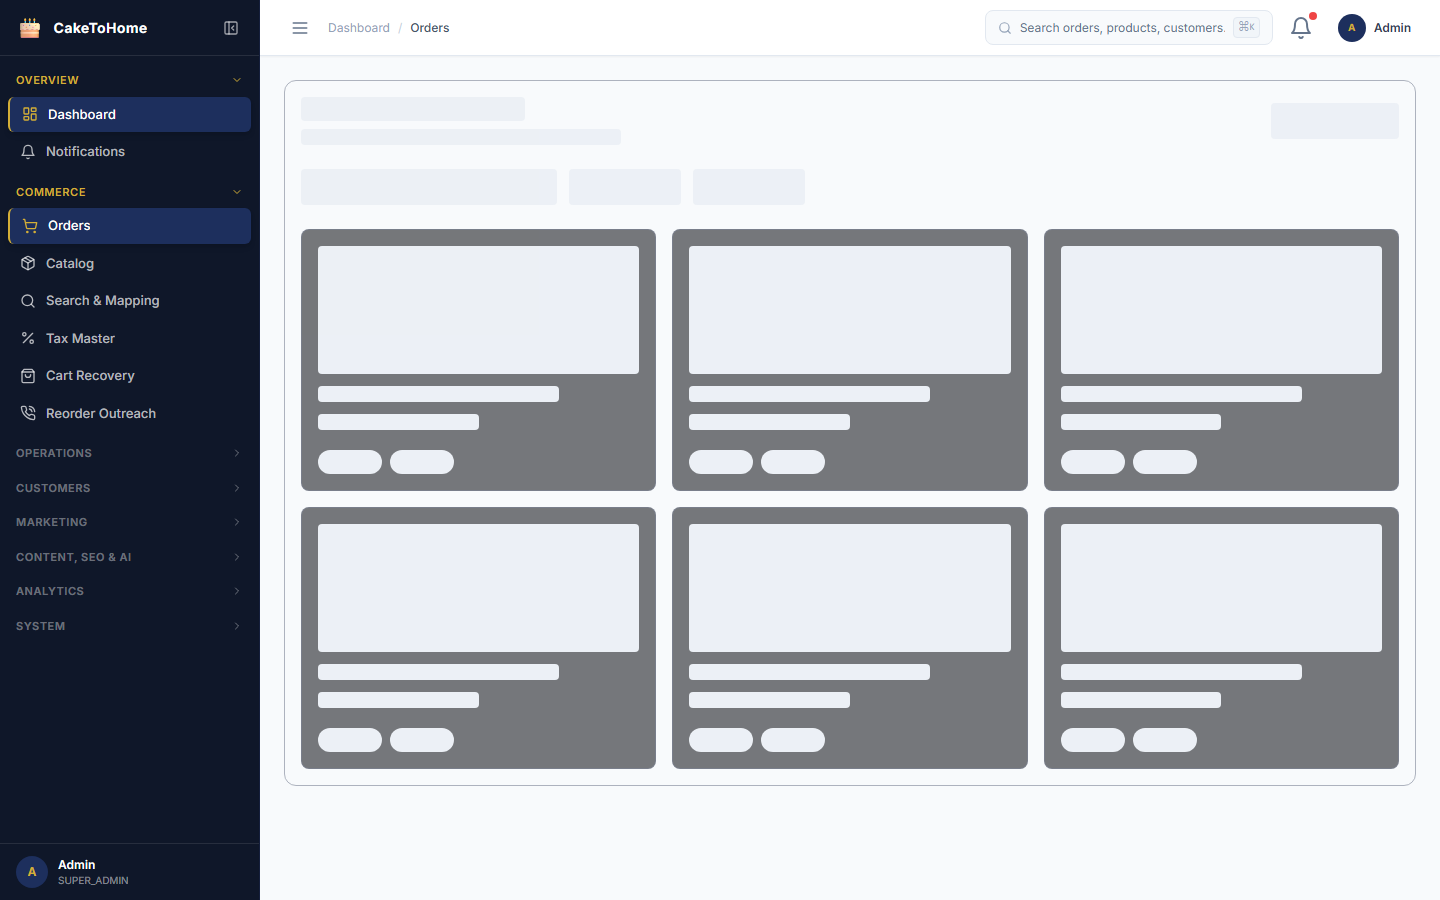 CakeToHome
OVERVIEW
Dashboard
Notifications
COMMERCE
Orders
Catalog
Search & Mapping
Tax Master
Cart Recovery
Reorder Outreach
OPERATIONS
CUSTOMERS
MARKETING
CONTENT, SEO & AI
ANALYTICS
SYSTEM
A
Admin
SUPER_ADMIN
Dashboard / Orders
Search orders, products, customers. ⌘K
A Admin